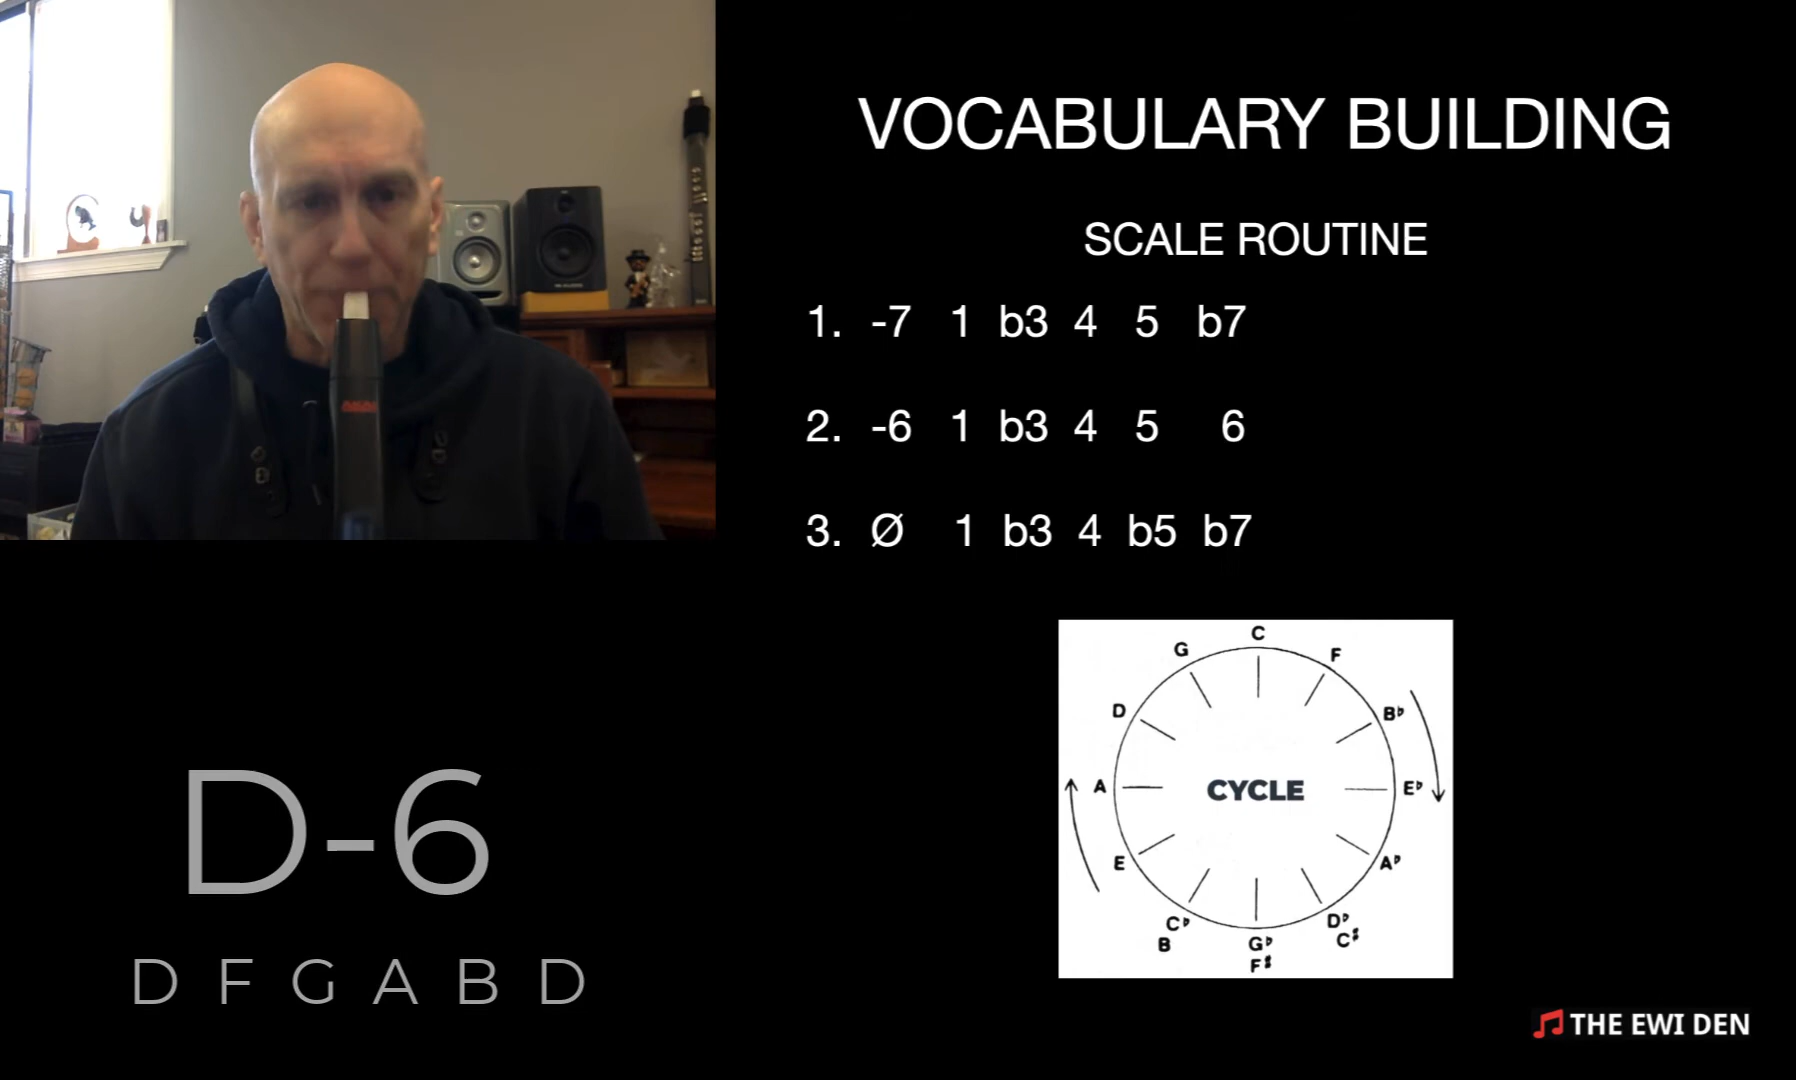 VOCABULARY BUILDING
SCALE ROUTINE
1. -7 1 b3 4 5 b7
2. -6 1 b3 4 5 6
3. Ø 1 b3 4 b5 b7
AKAI
D-6
D F G A B D
C
G
F
D
B♭
A
CYCLE
E♭
E
A♭
C♭
B
G♭
F♯
D♭
C♯
THE EWI DEN